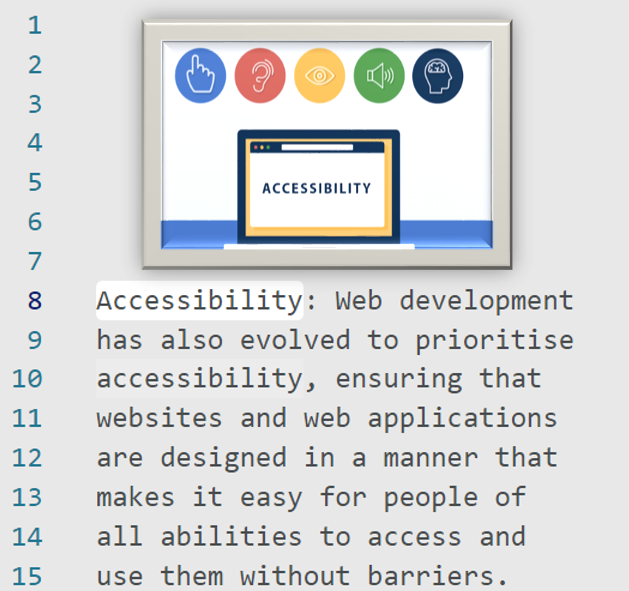 1
2
3
4
5
6
7
ACCESSIBILITY
8 Accessibility: Web development
9 has also evolved to prioritise
10 accessibility, ensuring that
11 websites and web applications
12 are designed in a manner that
13 makes it easy for people of
14 all abilities to access and
15 use them without barriers.